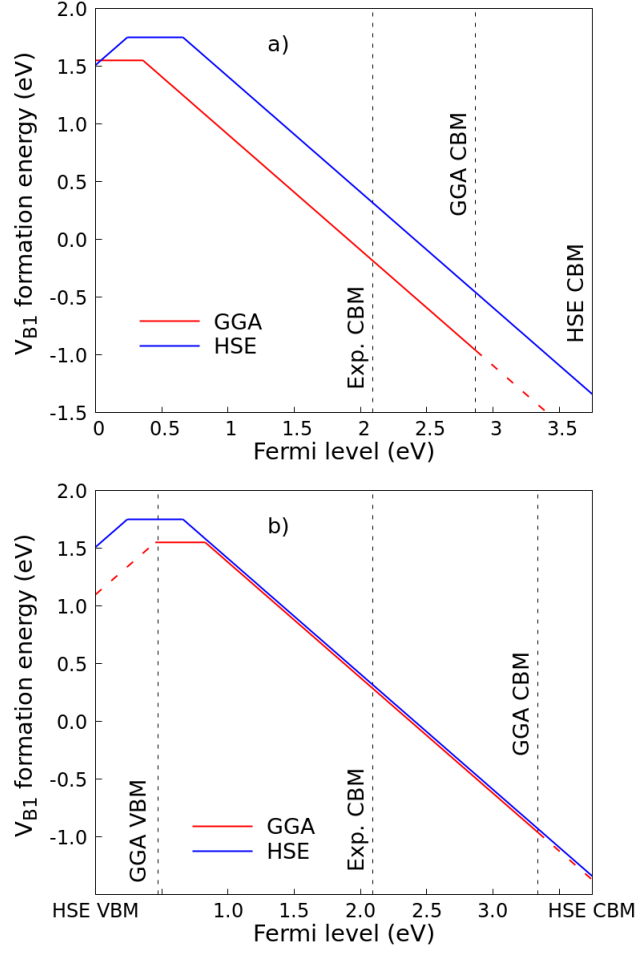 2.0
1.5
1.0
0.5
0.0
-0.5
-1.0
-1.5
V_B1 formation energy (eV)
a)
GGA
HSE
Exp. CBM
GGA CBM
HSE CBM
0 0.5 1 1.5 2 2.5 3 3.5
Fermi level (eV)
2.0
1.5
1.0
0.5
0.0
-0.5
-1.0
V_B1 formation energy (eV)
b)
GGA
HSE
GGA VBM
Exp. CBM
GGA CBM
HSE VBM 1.0 1.5 2.0 2.5 3.0 HSE CBM
Fermi level (eV)